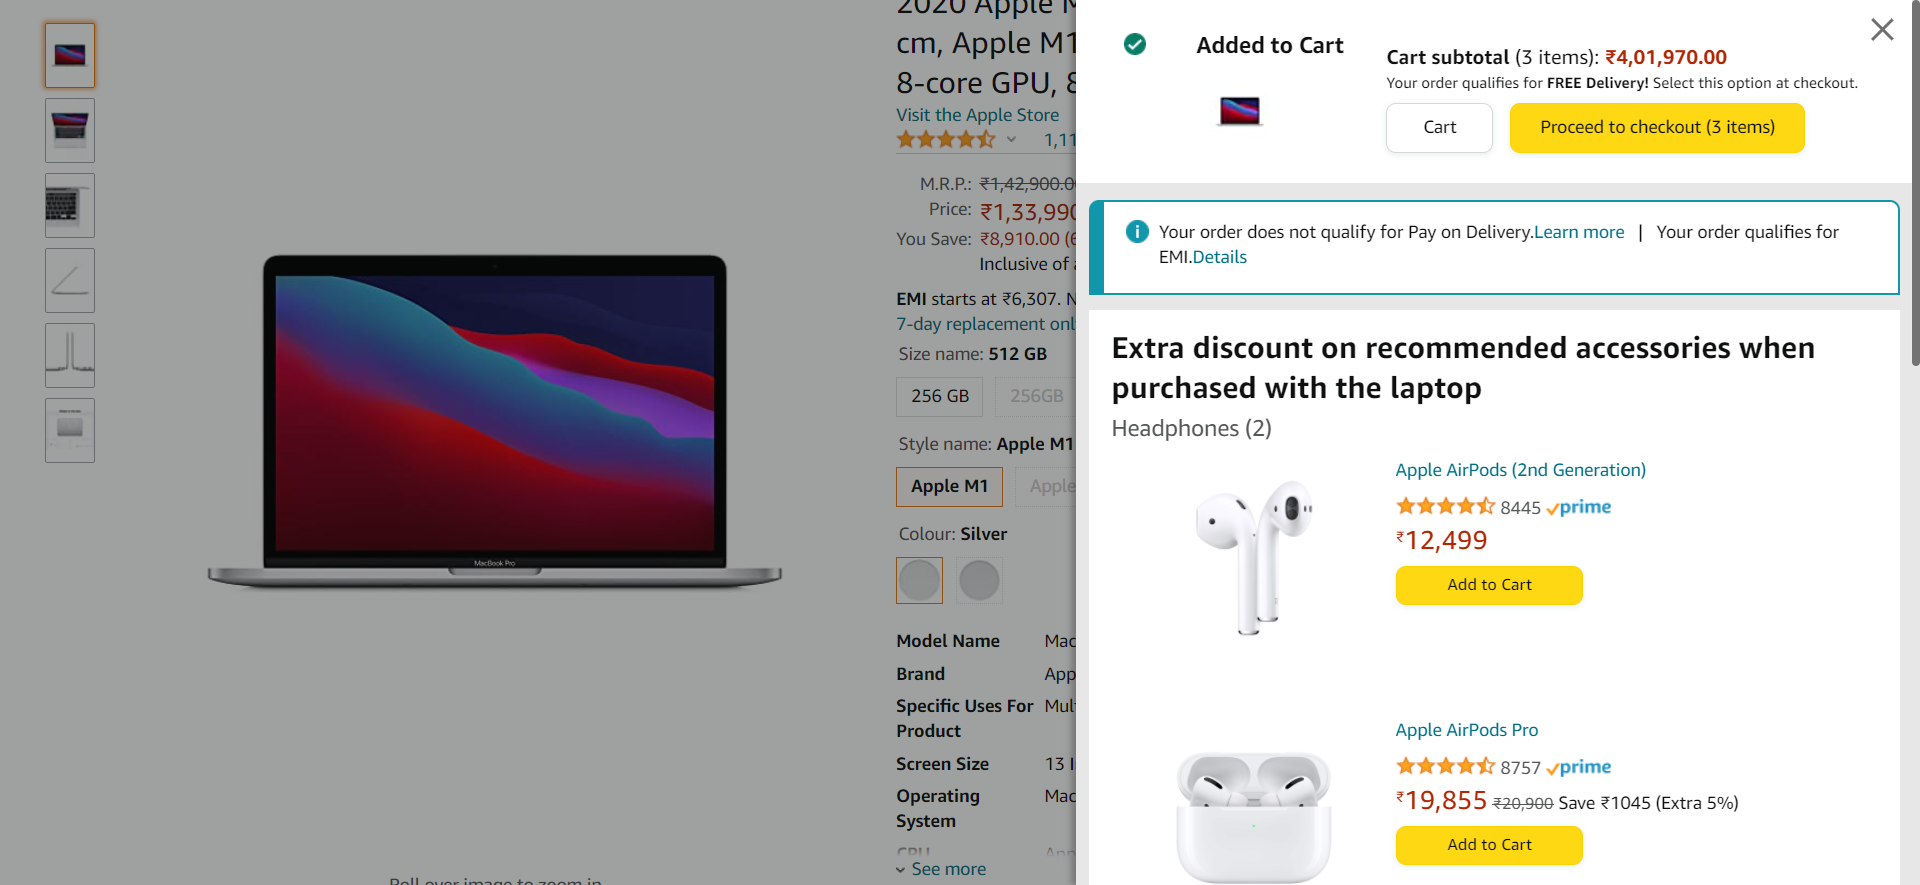 2020 Apple M
cm, Apple M1
8-core GPU, 8
Visit the Apple Store
1,11
M.R.P.: ₹1,42,900.0
Price: ₹1,33,990
You Save: ₹8,910.00 (6
Inclusive of a
EMI starts at ₹6,307. N
7-day replacement onl
Size name: 512 GB
256 GB
256GB
Style name: Apple M1
Apple M1
Apple
Colour: Silver
Model Name Mac
Brand App
Specific Uses For Mul
Product
Screen Size 13 I
Operating Mac
System
CPU App
See more
MacBook Pro
Roll over image to zoom in
Added to Cart
Cart subtotal (3 items): ₹4,01,970.00
Your order qualifies for FREE Delivery! Select this option at checkout.
Cart
Proceed to checkout (3 items)
Your order does not qualify for Pay on Delivery.Learn more | Your order qualifies for
EMI.Details
Extra discount on recommended accessories when
purchased with the laptop
Headphones (2)
Apple AirPods (2nd Generation)
8445 prime
₹12,499
Add to Cart
Apple AirPods Pro
8757 prime
₹19,855 ₹20,900 Save ₹1045 (Extra 5%)
Add to Cart